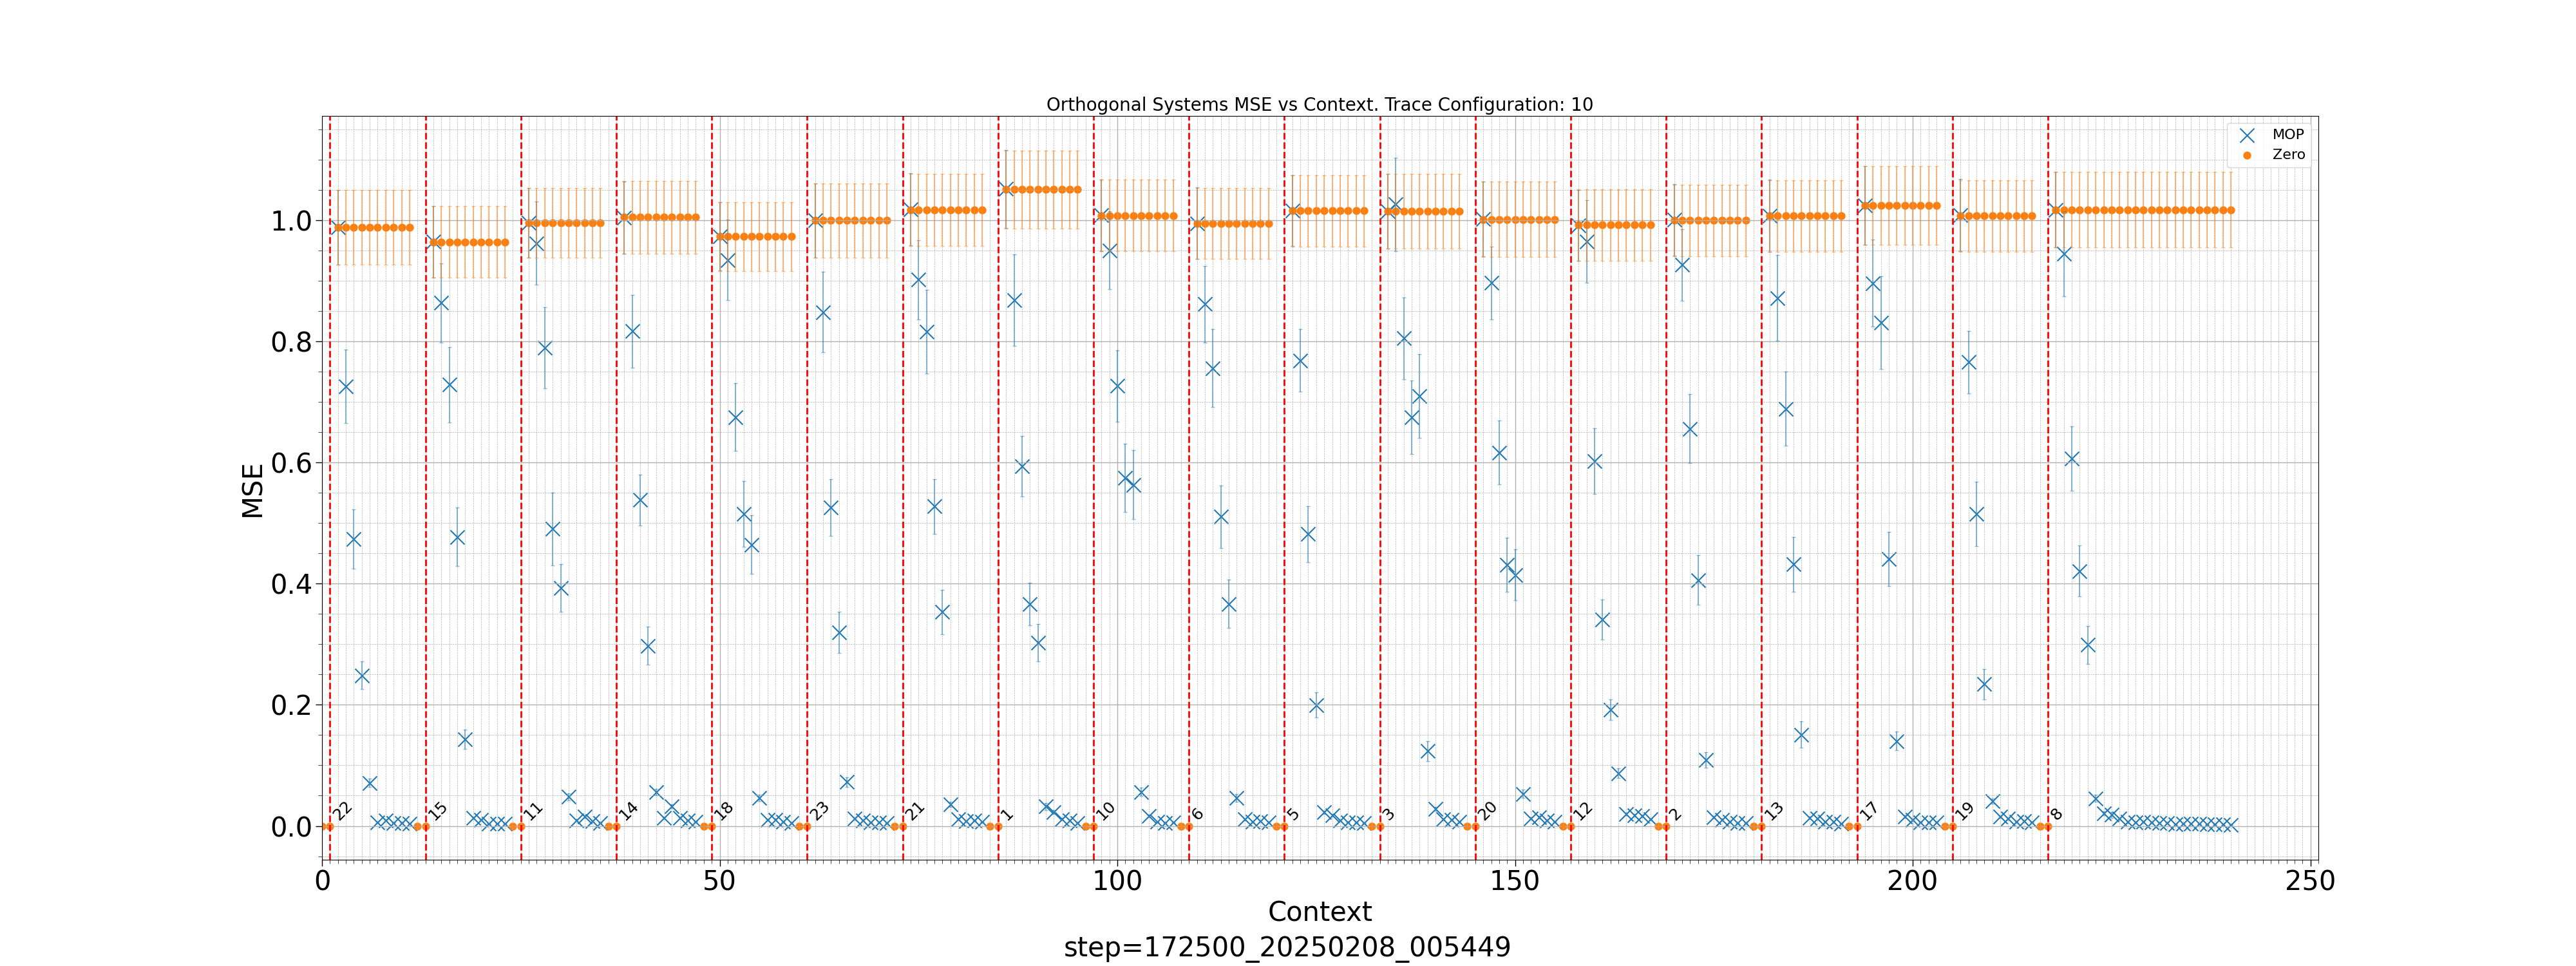 Orthogonal Systems MSE vs Context. Trace Configuration: 10
MOP
Zero
MSE
1.0
0.8
0.6
0.4
0.2
0.0
22 15 11 14 18 23 21 1 10 6 5 3 20 12 2 13 17 19 8
0 50 100 150 200 250
Context
step=172500_20250208_005449